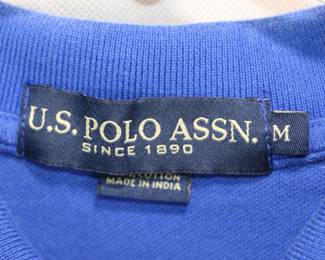 U.S. POLO ASSN.
SINCE 1890
M
COTTON
MADE IN INDIA